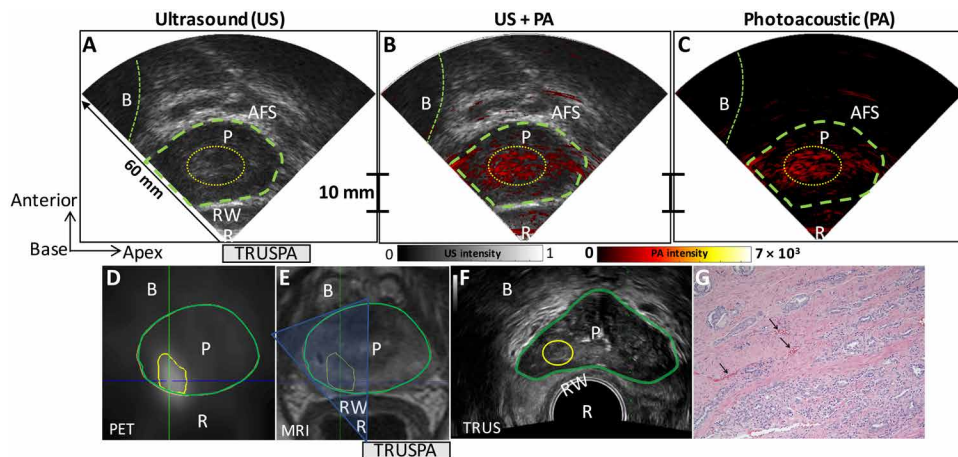 Ultrasound (US)
US + PA
Photoacoustic (PA)
A
B
AFS
P
60 mm
RW
R
Anterior
Base
Apex
TRUSPA
B
B
AFS
P
R
10 mm
C
B
AFS
P
R
0
US intensity
1
0
PA intensity
7 × 10³
D
B
P
R
PET
E
B
P
RW
R
MRI
TRUSPA
F
B
P
RW
R
TRUS
G